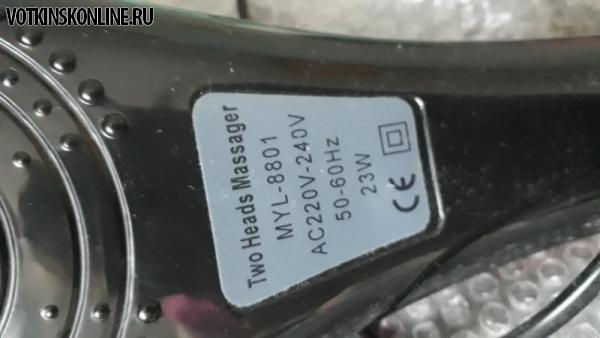 VOTKINSKONLINE.RU
Two Heads Massager
MYL-8801
AC220V-240V
50-60Hz
23W
CE